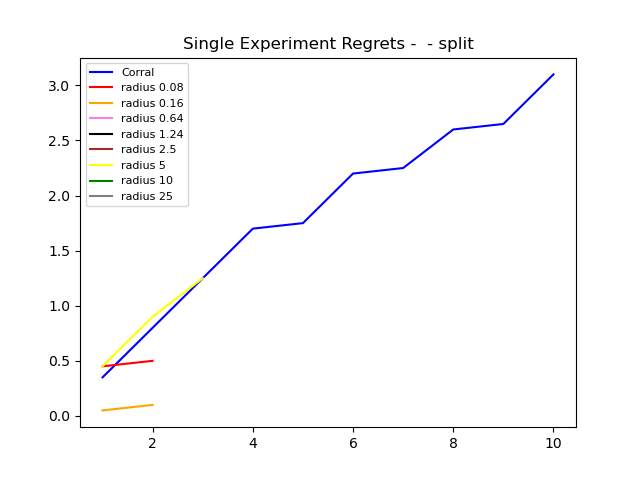 Single Experiment Regrets -  - split
Corral
radius 0.08
radius 0.16
radius 0.64
radius 1.24
radius 2.5
radius 5
radius 10
radius 25
3.0
2.5
2.0
1.5
1.0
0.5
0.0
2 4 6 8 10